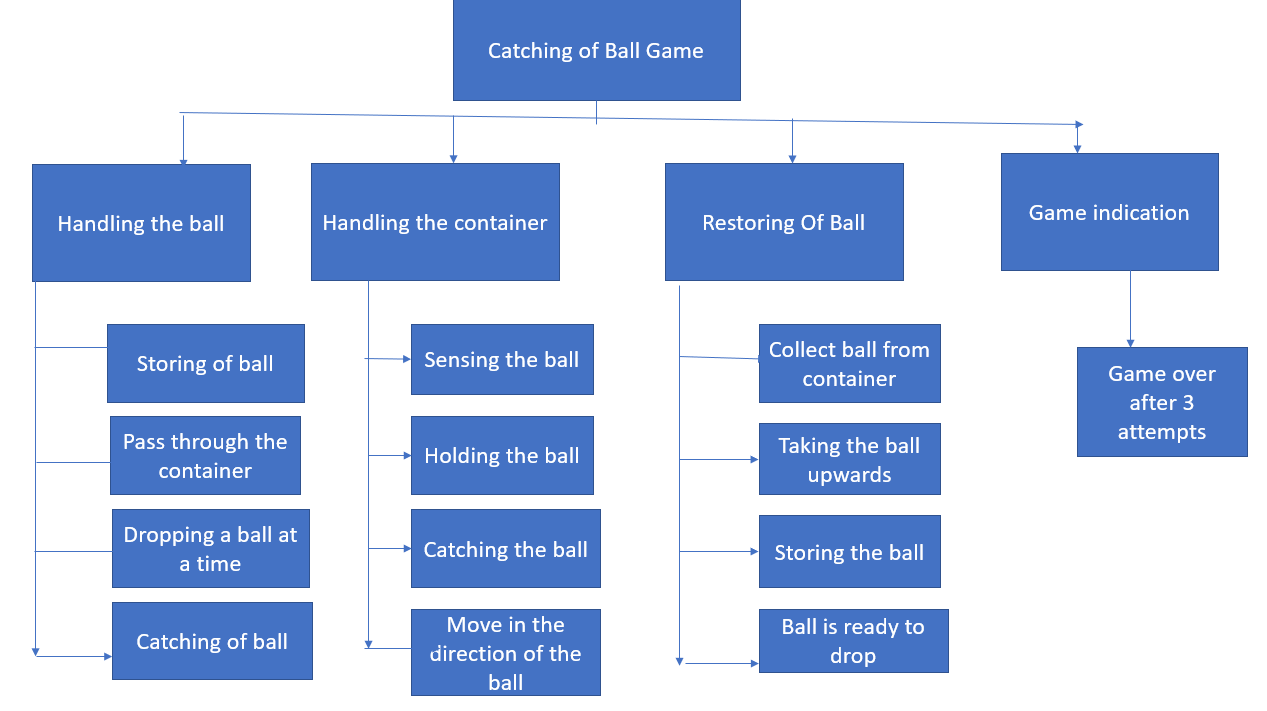 Catching of Ball Game
Handling the ball
Handling the container
Restoring Of Ball
Game indication
Storing of ball
Pass through the
container
Dropping a ball at
a time
Catching of ball
Sensing the ball
Holding the ball
Catching the ball
Move in the
direction of the
ball
Collect ball from
container
Taking the ball
upwards
Storing the ball
Ball is ready to
drop
Game over
after 3
attempts